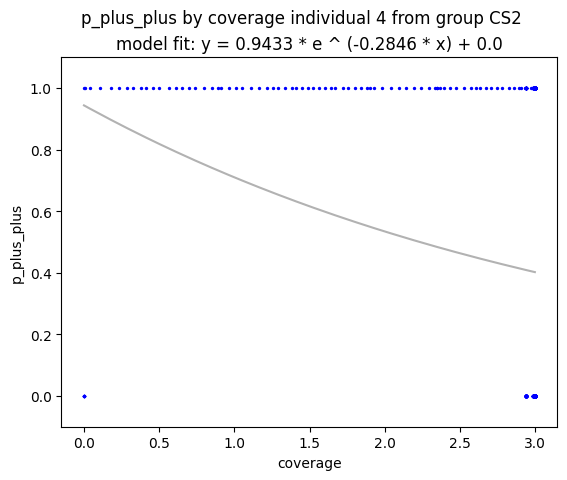 p_plus_plus by coverage individual 4 from group CS2
model fit: y = 0.9433 * e ^ (-0.2846 * x) + 0.0
1.0
0.8
0.6
0.4
0.2
0.0
p_plus_plus
0.0 0.5 1.0 1.5 2.0 2.5 3.0
coverage